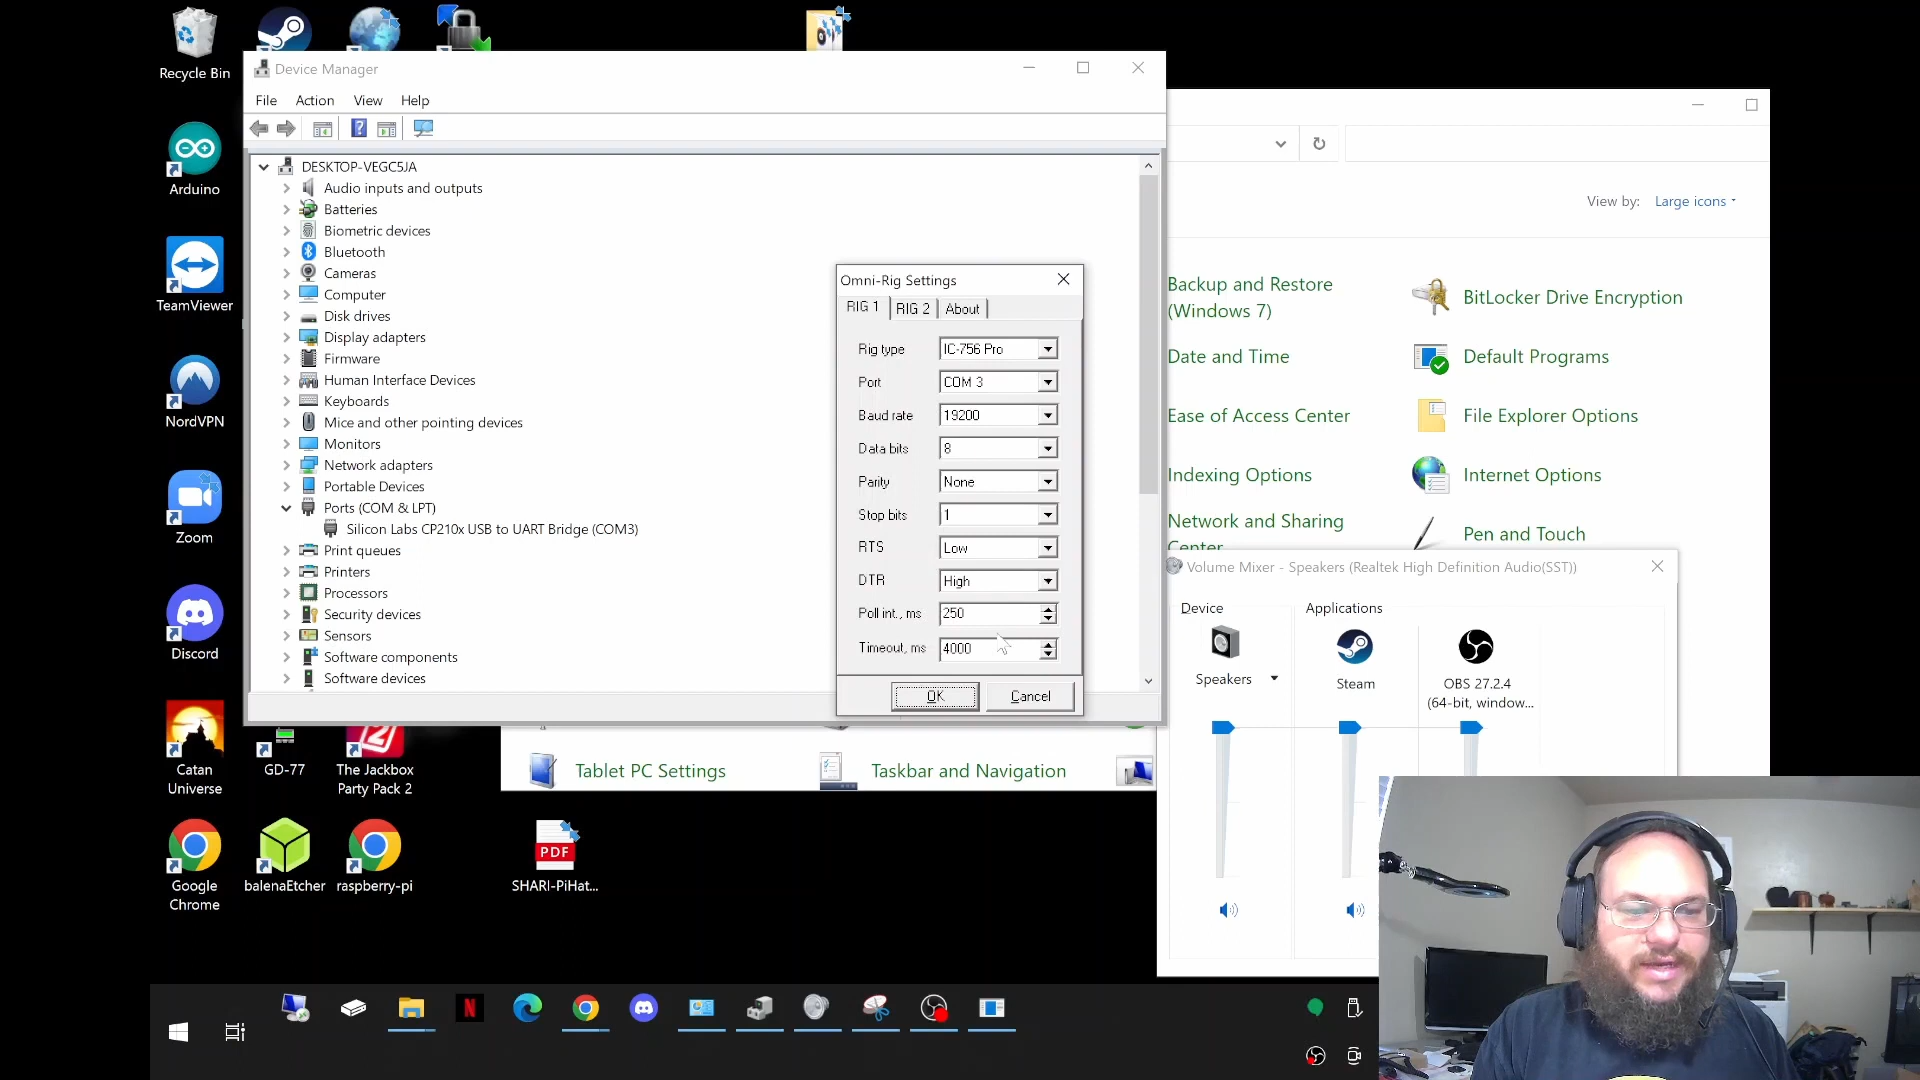 Recycle Bin
Arduino
TeamViewer
NordVPN
Zoom
Discord
Catan
Universe
GD-77
The Jackbox
Party Pack 2
Google
Chrome
balenaEtcher
raspberry-pi
PDF
SHARI-PiHat...
Device Manager
File Action View Help
DESKTOP-VEGC5JA
Audio inputs and outputs
Batteries
Biometric devices
Bluetooth
Cameras
Computer
Disk drives
Display adapters
Firmware
Human Interface Devices
Keyboards
Mice and other pointing devices
Monitors
Network adapters
Portable Devices
Ports (COM & LPT)
Silicon Labs CP210x USB to UART Bridge (COM3)
Print queues
Printers
Processors
Security devices
Sensors
Software components
Software devices
Omni-Rig Settings
RIG 1 RIG 2 About
Rig type IC-756 Pro
Port COM 3
Baud rate 19200
Data bits 8
Parity None
Stop bits 1
RTS Low
DTR High
Poll int., ms 250
Timeout, ms 4000
OK Cancel
View by: Large icons
Backup and Restore
(Windows 7)
BitLocker Drive Encryption
Date and Time
Default Programs
Ease of Access Center
File Explorer Options
Indexing Options
Internet Options
Network and Sharing
Center
Pen and Touch
Tablet PC Settings
Taskbar and Navigation
Volume Mixer - Speakers (Realtek High Definition Audio(SST))
Device Applications
Speakers
Steam
OBS 27.2.4
(64-bit, window...